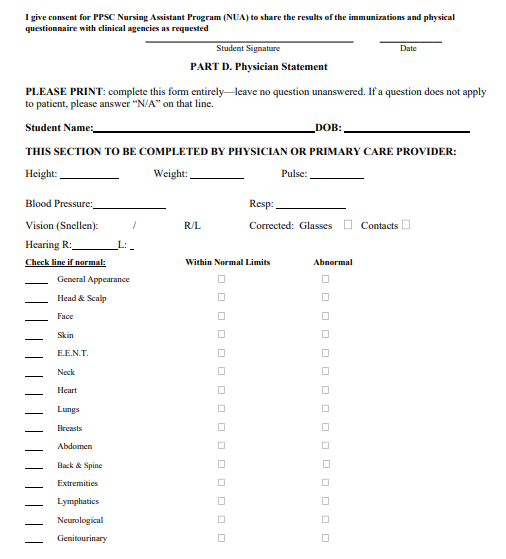 I give consent for PPSC Nursing Assistant Program (NUA) to share the results of the immunizations and physical
questionnaire with clinical agencies as requested
Student Signature Date
PART D. Physician Statement
PLEASE PRINT: complete this form entirely—leave no question unanswered. If a question does not apply
to patient, please answer “N/A” on that line.
Student Name: DOB:
THIS SECTION TO BE COMPLETED BY PHYSICIAN OR PRIMARY CARE PROVIDER:
Height: Weight: Pulse:
Blood Pressure: Resp:
Vision (Snellen): / R/L Corrected: Glasses Contacts
Hearing R: L:
Check line if normal: Within Normal Limits Abnormal
General Appearance
Head & Scalp
Face
Skin
E.E.N.T.
Neck
Heart
Lungs
Breasts
Abdomen
Back & Spine
Extremities
Lymphatics
Neurological
Genitourinary